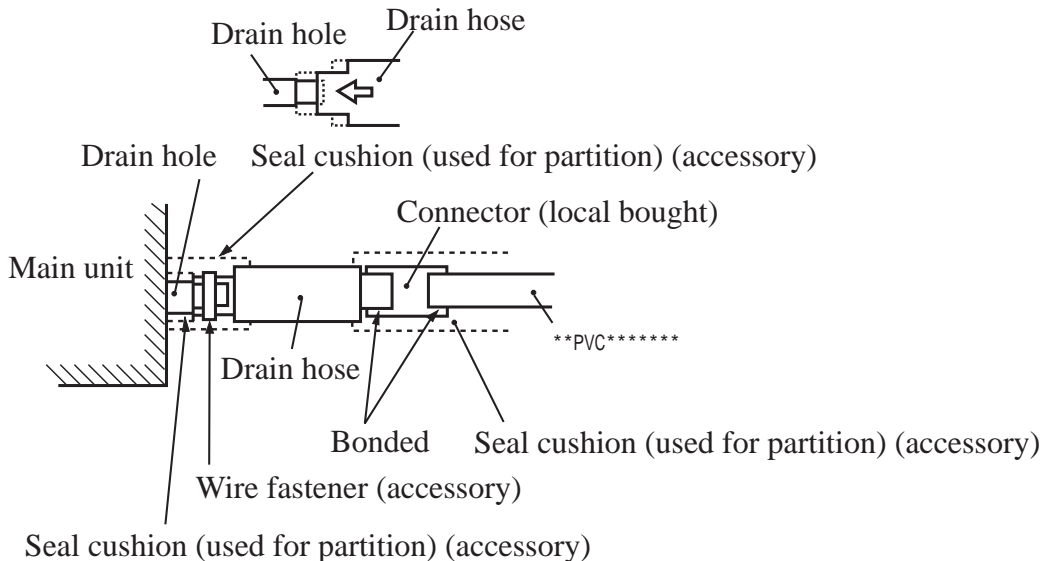 Drain hole
Drain hose
Drain hole
Seal cushion (used for partition) (accessory)
Connector (local bought)
Main unit
**PVC*******
Drain hose
Bonded
Seal cushion (used for partition) (accessory)
Wire fastener (accessory)
Seal cushion (used for partition) (accessory)